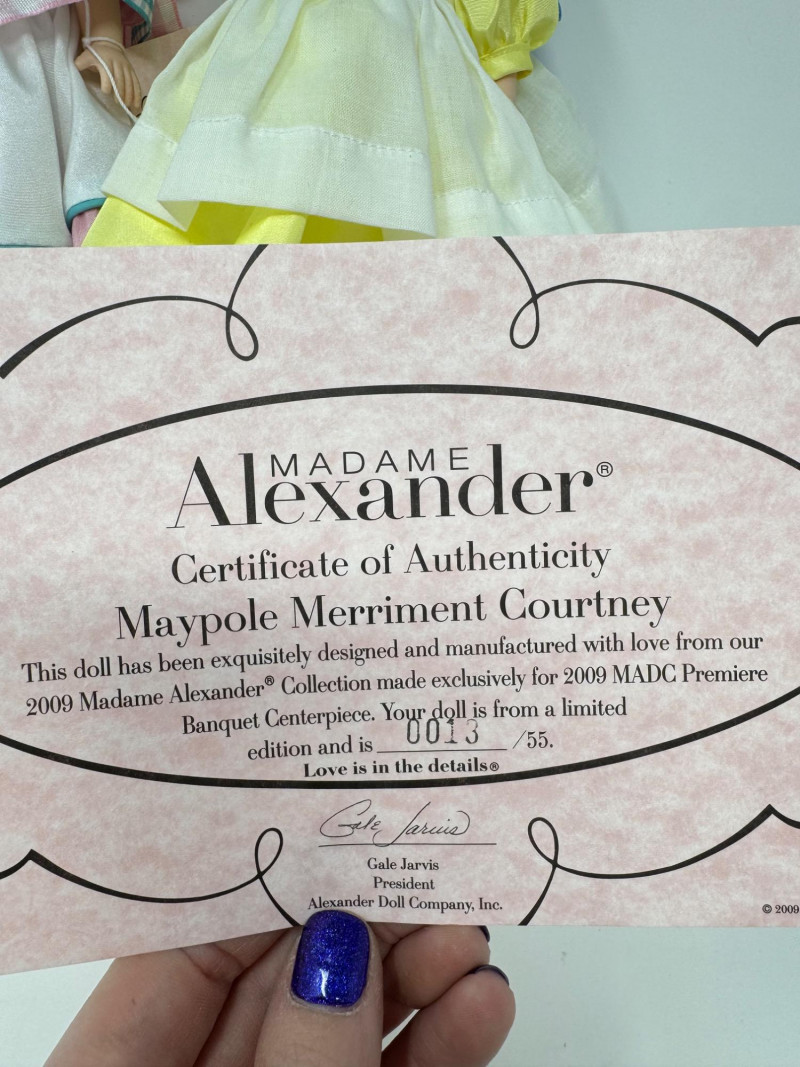 MADAME
Alexander®
Certificate of Authenticity
Maypole Merriment Courtney
This doll has been exquisitely designed and manufactured with love from our
2009 Madame Alexander® Collection made exclusively for 2009 MADC Premiere
Banquet Centerpiece. Your doll is from a limited
edition and is 0013 /55.
Love is in the details®
Gale Jarvis
Gale Jarvis
President
Alexander Doll Company, Inc.
© 2009